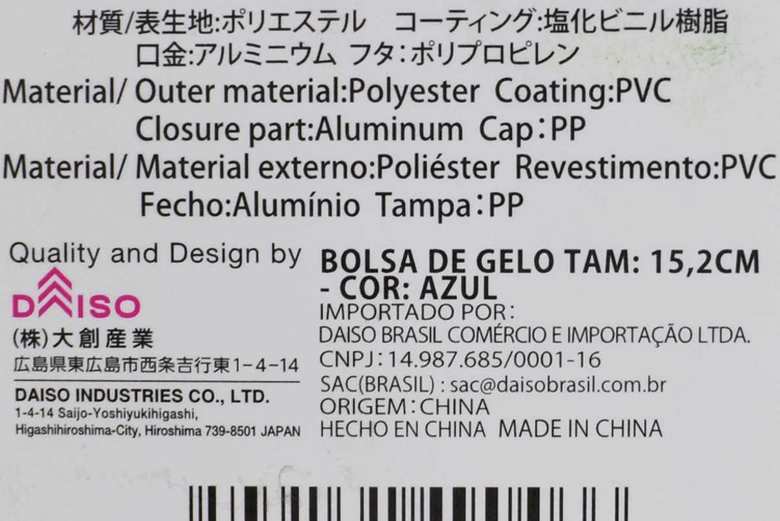 材質/表生地:ポリエステル　コーティング:塩化ビニル樹脂
口金:アルミニウム フタ:ポリプロピレン
Material/ Outer material:Polyester Coating:PVC
Closure part:Aluminum Cap:PP
Material/ Material externo:Poliéster Revestimento:PVC
Fecho:Alumínio Tampa:PP
Quality and Design by
DAISO
(株)大創産業
広島県東広島市西条吉行東1-4-14
DAISO INDUSTRIES CO., LTD.
1-4-14 Saijo-Yoshiyukihigashi,
Higashihiroshima-City, Hiroshima 739-8501 JAPAN
BOLSA DE GELO TAM: 15,2CM
- COR: AZUL
IMPORTADO POR:
DAISO BRASIL COMÉRCIO E IMPORTAÇÃO LTDA.
CNPJ:14.987.685/0001-16
SAC(BRASIL) : sac@daisobrasil.com.br
ORIGEM:CHINA
HECHO EN CHINA MADE IN CHINA